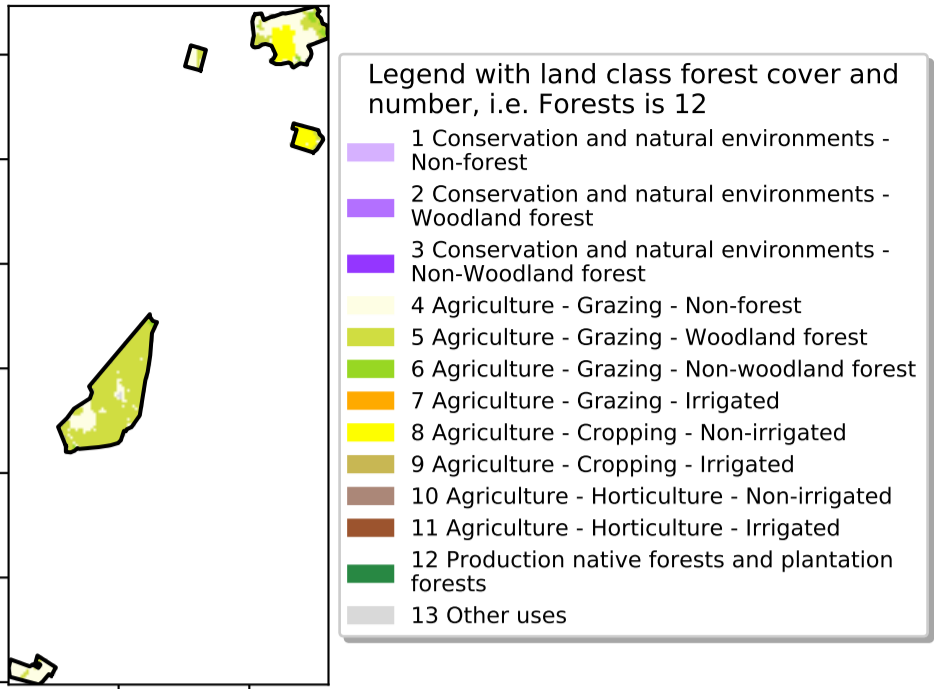 Legend with land class forest cover and
number, i.e. Forests is 12
1 Conservation and natural environments -
Non-forest
2 Conservation and natural environments -
Woodland forest
3 Conservation and natural environments -
Non-Woodland forest
4 Agriculture - Grazing - Non-forest
5 Agriculture - Grazing - Woodland forest
6 Agriculture - Grazing - Non-woodland forest
7 Agriculture - Grazing - Irrigated
8 Agriculture - Cropping - Non-irrigated
9 Agriculture - Cropping - Irrigated
10 Agriculture - Horticulture - Non-irrigated
11 Agriculture - Horticulture - Irrigated
12 Production native forests and plantation
forests
13 Other uses